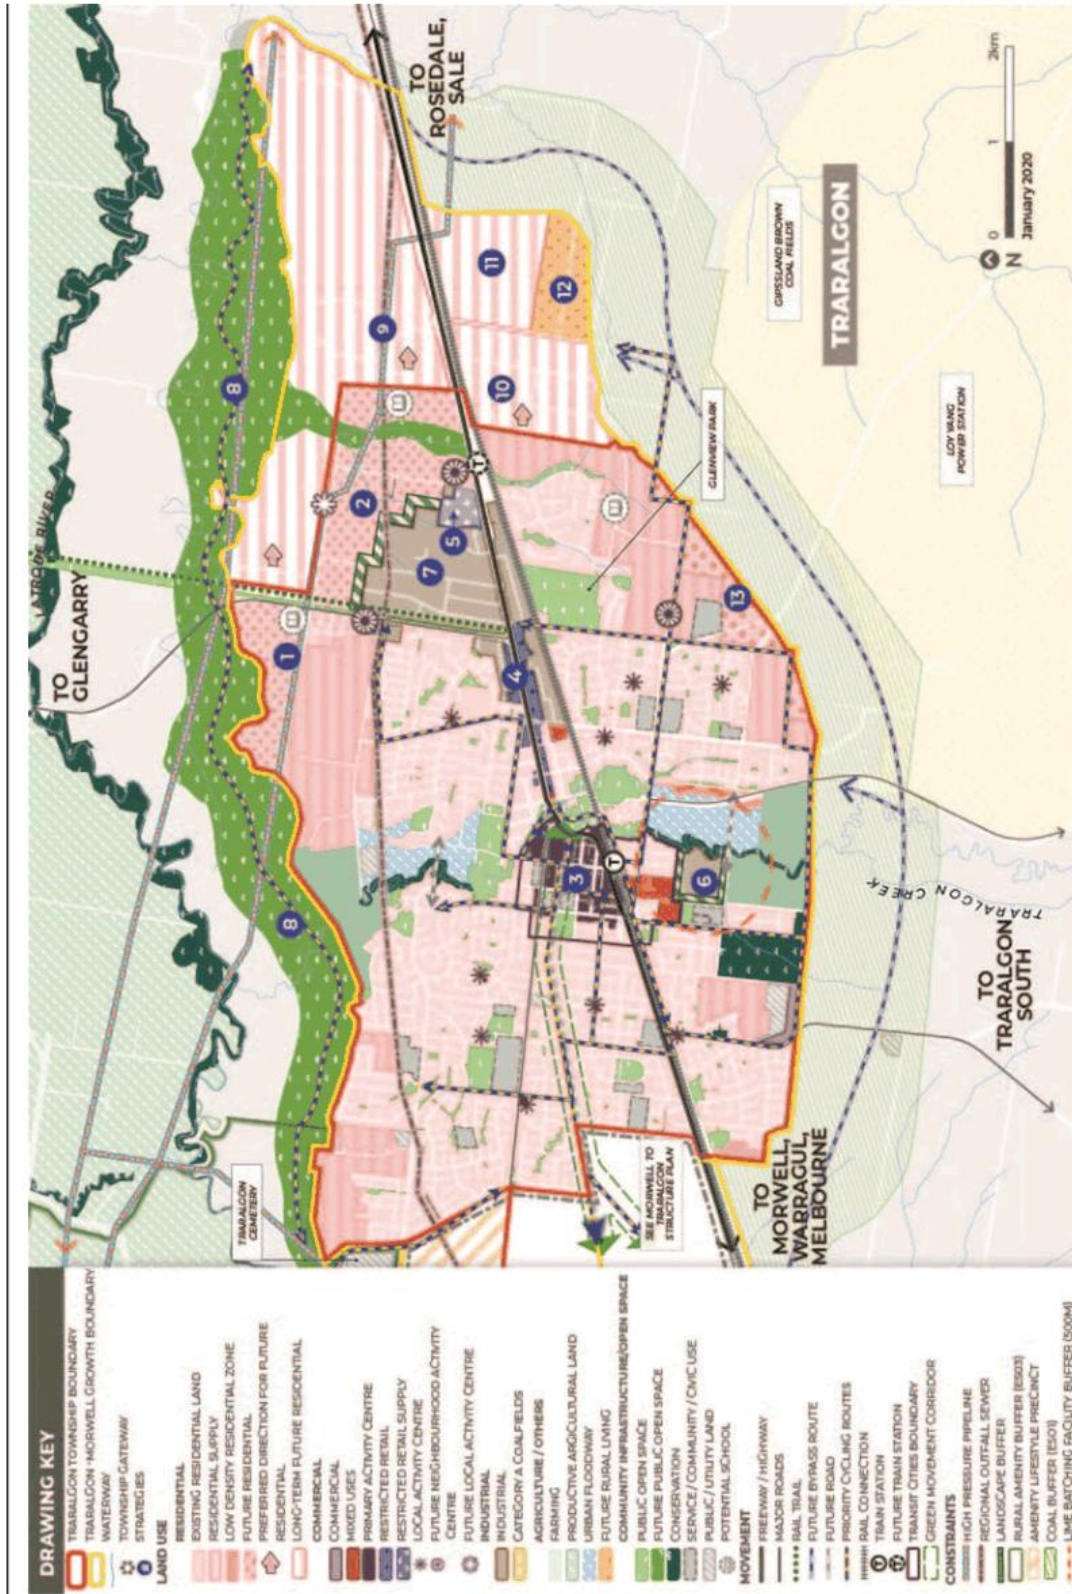 DRAWING KEY
TRARALGON TOWNSHIP BOUNDARY
TRARALGON -MORWELL GROWTH BOUNDARY
WATERWAY
TOWNSHIP GATEWAY
STRATEGIES
LAND USE
RESIDENTIAL
EXISTING RESIDENTIAL LAND
RESIDENTIAL SUPPLY
LOW DENSITY RESIDENTIAL ZONE
FUTURE RESIDENTIAL
PREFERRED DIRECTION FOR FUTURE
RESIDENTIAL
LONG-TERM FUTURE RESIDENTIAL
COMMERCIAL
COMMERCIAL
MIXED USES
PRIMARY ACTIVITY CENTRE
RESTRICTED RETAIL
RESTRICTED RETAIL SUPPLY
LOCAL ACTIVITY CENTRE
FUTURE NEIGHBOURHOOD ACTIVITY
CENTRE
FUTURE LOCAL ACTIVITY CENTRE
INDUSTRIAL
INDUSTRIAL
CATEGORY A COALFIELDS
AGRICULTURE / OTHERS
FARMING
PRODUCTIVE ARGICULTURAL LAND
URBAN FLOODWAY
FUTURE RURAL LIVING
COMMUNITY INFRASTRUCTURE/OPEN SPACE
PUBLIC OPEN SPACE
FUTURE PUBLIC OPEN SPACE
CONSERVATION
SERVICE / COMMUNITY / CIVIC USE
PUBLIC / UTILITY LAND
POTENTIAL SCHOOL
MOVEMENT
FREEWAY / HIGHWAY
MAJOR ROADS
RAIL TRAIL
FUTURE BYPASS ROUTE
FUTURE ROAD
PRIORITY CYCLING ROUTES
RAIL CONNECTION
TRAIN STATION
FUTURE TRAIN STATION
TRANSIT CITIES BOUNDARY
GREEN MOVEMENT CORRIDOR
CONSTRAINTS
HIGH PRESSURE PIPELINE
REGIONAL OUTFALL SEWER
LANDSCAPE BUFFER
RURAL AMENITY BUFFER (ESO3)
AMENITY LIFESTYLE PRECINCT
COAL BUFFER (ESO1)
LIME BATCHING FACILITY BUFFER (500M)
TRARALGON
CEMETERY
SEE MORWELL TO
TRARALGON
STRUCTURE PLAN
TO
MORWELL,
WARRAGUL,
MELBOURNE
TO
TRARALGON
SOUTH
TRARALGON CREEK
TO
GLENGARRY
LATROBE RIVER
TO
ROSEDALE,
SALE
GLENVIEW PARK
LOY YANG
POWER STATION
GIPPSLAND BROWN
COAL FIELDS
TRARALGON
N
0 1 2km
January 2020
1
2
3
4
5
6
7
8
8
9
10
11
12
13
T
T